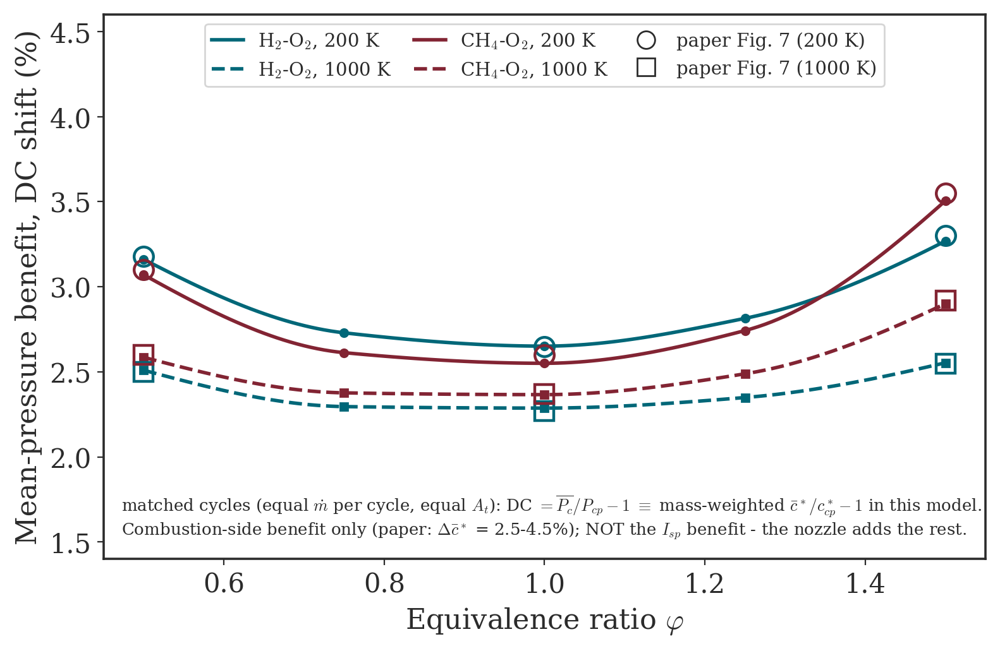 Mean-pressure benefit, DC shift (%)
4.5
4.0
3.5
3.0
2.5
2.0
1.5
H₂-O₂, 200 K
H₂-O₂, 1000 K
CH₄-O₂, 200 K
CH₄-O₂, 1000 K
paper Fig. 7 (200 K)
paper Fig. 7 (1000 K)
matched cycles (equal ṁ per cycle, equal Aₜ): DC = P̅c̅/P_cp − 1 ≡ mass-weighted c̄*/c*_cp − 1 in this model.
Combustion-side benefit only (paper: Δc̄* = 2.5-4.5%); NOT the I_sp benefit - the nozzle adds the rest.
0.6
0.8
1.0
1.2
1.4
Equivalence ratio φ